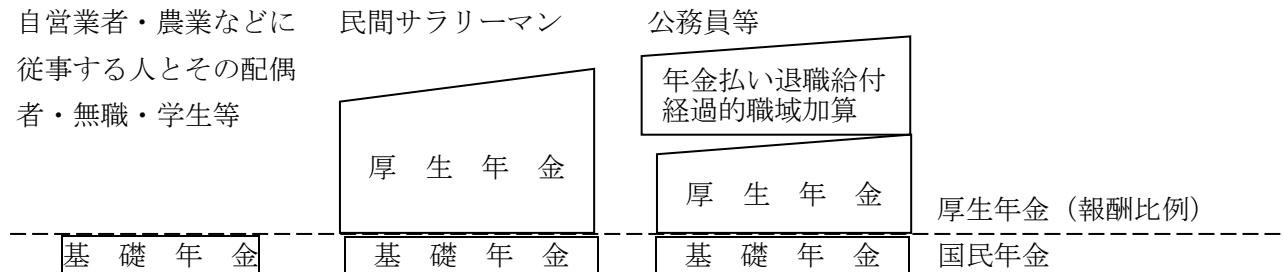 自営業者・農業などに
従事する人とその配偶
者・無職・学生等
民間サラリーマン
公務員等
年金払い退職給付
経過的職域加算
厚　生　年　金
厚　生　年　金
厚生年金（報酬比例）
基　礎　年　金
基　礎　年　金
基　礎　年　金
国民年金